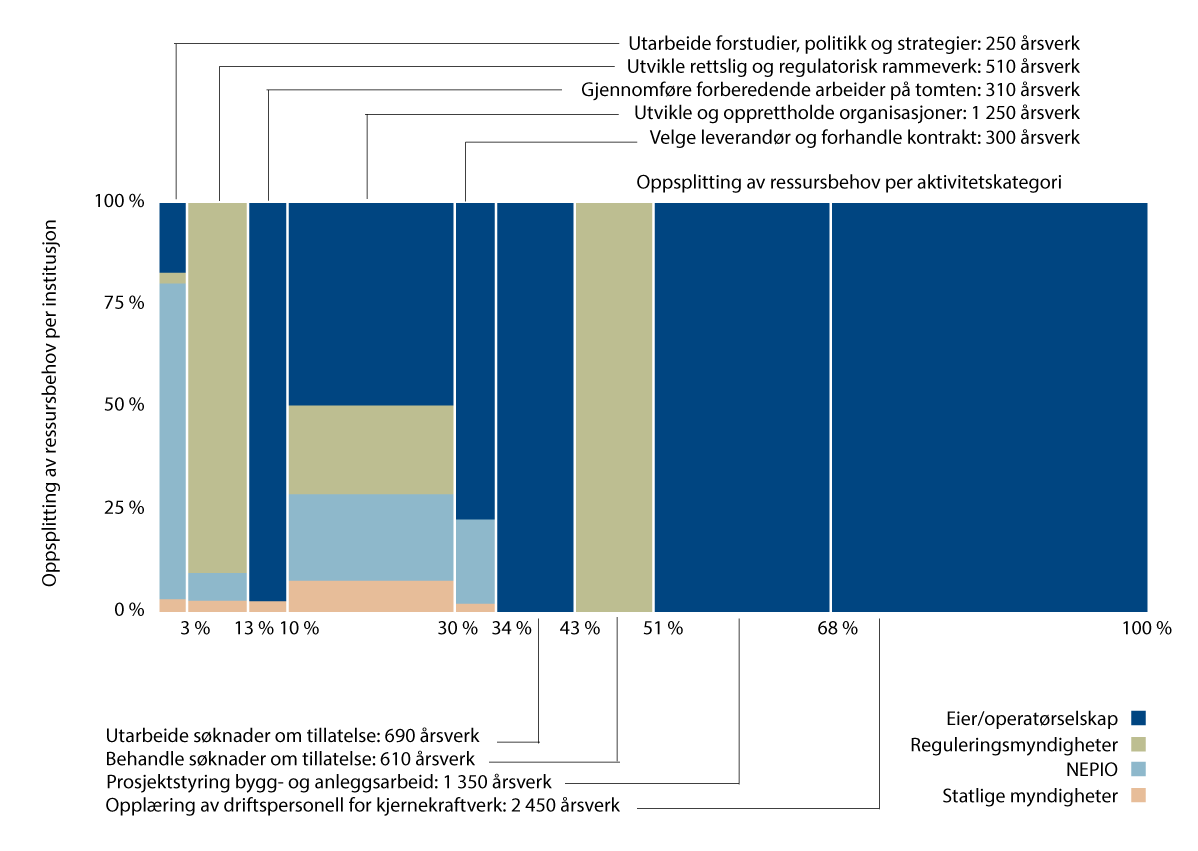 Utarbeide forstudier, politikk og strategier: 250 årsverk
Utvikle rettslig og regulatorisk rammeverk: 510 årsverk
Gjennomføre forberedende arbeider på tomten: 310 årsverk
Utvikle og opprettholde organisasjoner: 1 250 årsverk
Velge leverandør og forhandle kontrakt: 300 årsverk
Oppsplitting av ressursbehov per aktivitetskategori
Oppsplitting av ressursbehov per institusjon
100 %
75 %
50 %
25 %
0 %
3 % 13 % 10 % 30 % 34 % 43 % 51 % 68 % 100 %
Utarbeide søknader om tillatelse: 690 årsverk
Behandle søknader om tillatelse: 610 årsverk
Prosjektstyring bygg- og anleggsarbeid: 1 350 årsverk
Opplæring av driftspersonell for kjernekraftverk: 2 450 årsverk
Eier/operatørselskap
Reguleringsmyndigheter
NEPIO
Statlige myndigheter